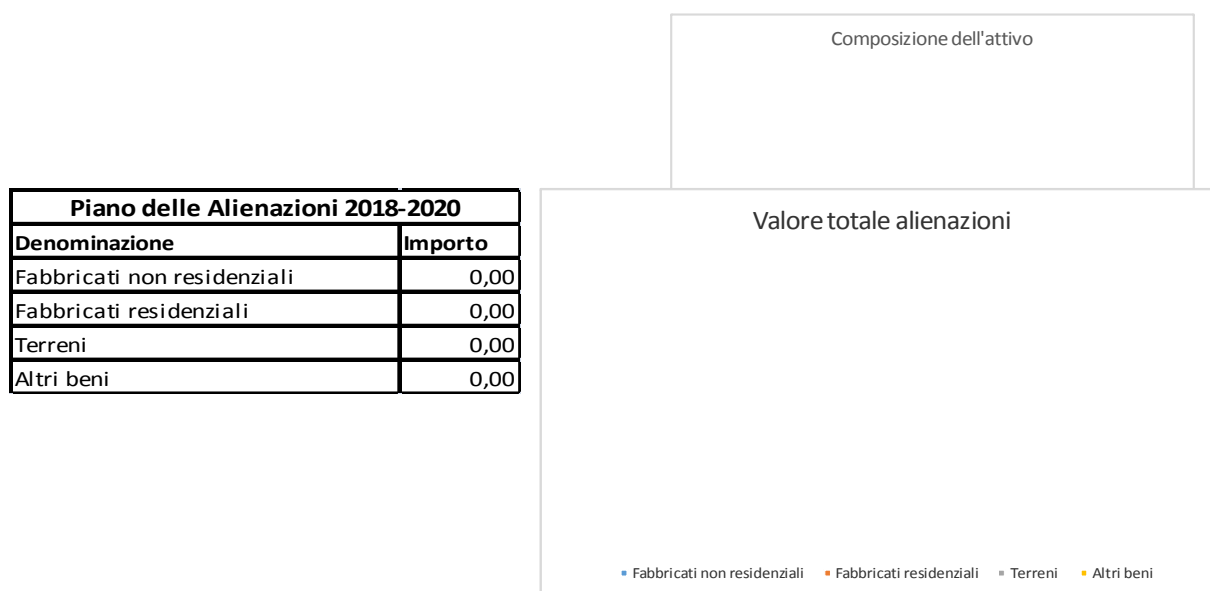 Composizione dell'attivo
Piano delle Alienazioni 2018-2020
Denominazione Importo
Fabbricati non residenziali 0,00
Fabbricati residenziali 0,00
Terreni 0,00
Altri beni 0,00
Valore totale alienazioni
Fabbricati non residenziali Fabbricati residenziali Terreni Altri beni